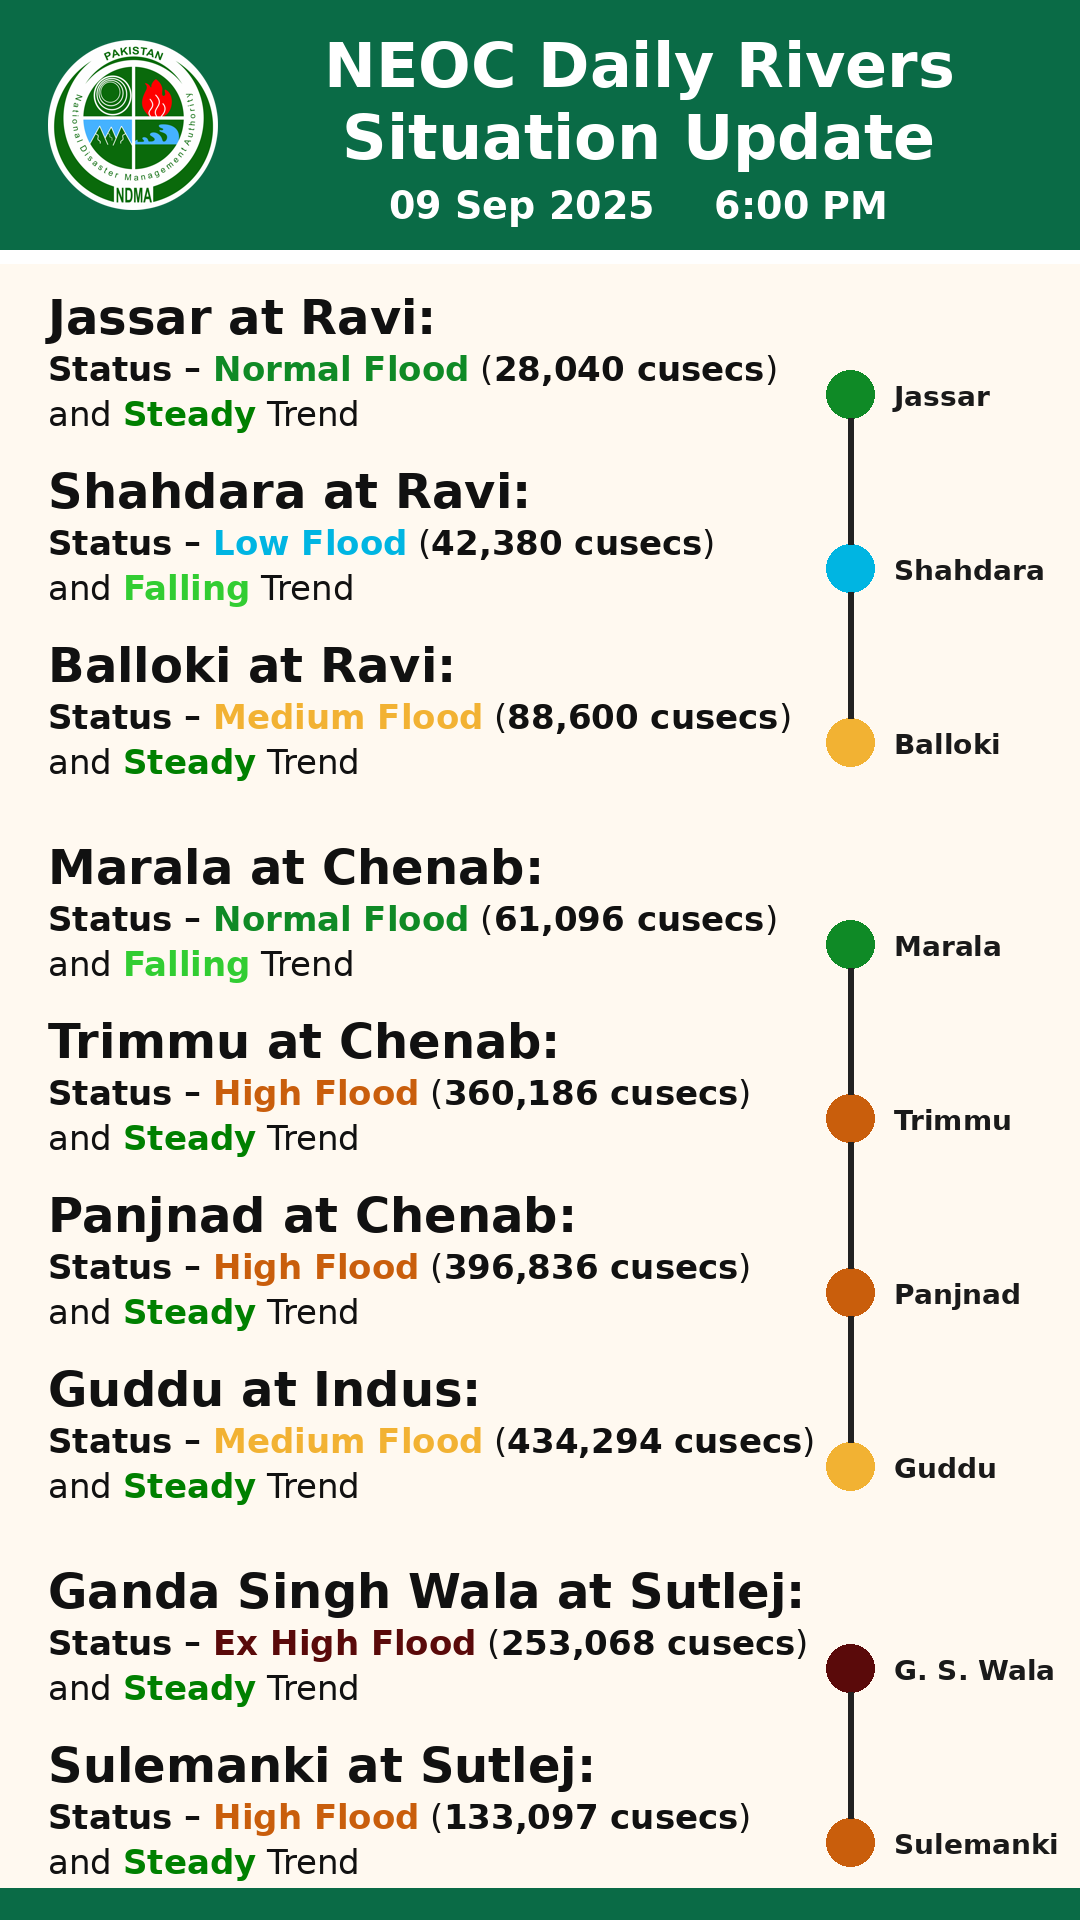 PAKISTAN
National Disaster Management Authority
NDMA
NEOC Daily Rivers
Situation Update
09 Sep 2025 6:00 PM
Jassar at Ravi:
Status – Normal Flood (28,040 cusecs)
and Steady Trend
Jassar
Shahdara at Ravi:
Status – Low Flood (42,380 cusecs)
and Falling Trend
Shahdara
Balloki at Ravi:
Status – Medium Flood (88,600 cusecs)
and Steady Trend
Balloki
Marala at Chenab:
Status – Normal Flood (61,096 cusecs)
and Falling Trend
Marala
Trimmu at Chenab:
Status – High Flood (360,186 cusecs)
and Steady Trend
Trimmu
Panjnad at Chenab:
Status – High Flood (396,836 cusecs)
and Steady Trend
Panjnad
Guddu at Indus:
Status – Medium Flood (434,294 cusecs)
and Steady Trend
Guddu
Ganda Singh Wala at Sutlej:
Status – Ex High Flood (253,068 cusecs)
and Steady Trend
G. S. Wala
Sulemanki at Sutlej:
Status – High Flood (133,097 cusecs)
and Steady Trend
Sulemanki